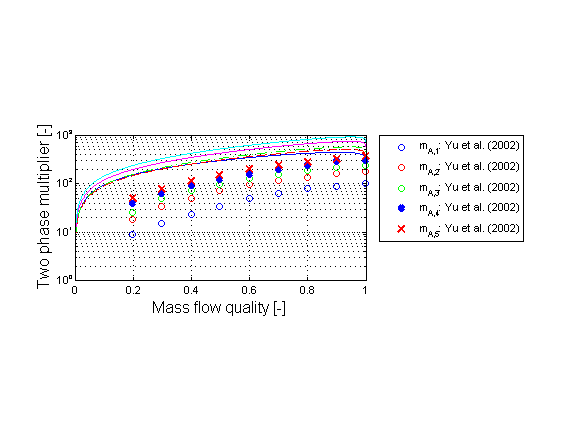 Two phase multiplier [-]
10³
10²
10¹
10⁰
0 0.2 0.4 0.6 0.8 1
Mass flow quality [-]
m_A,1: Yu et al. (2002)
m_A,2: Yu et al. (2002)
m_A,3: Yu et al. (2002)
m_A,4: Yu et al. (2002)
m_A,5: Yu et al. (2002)